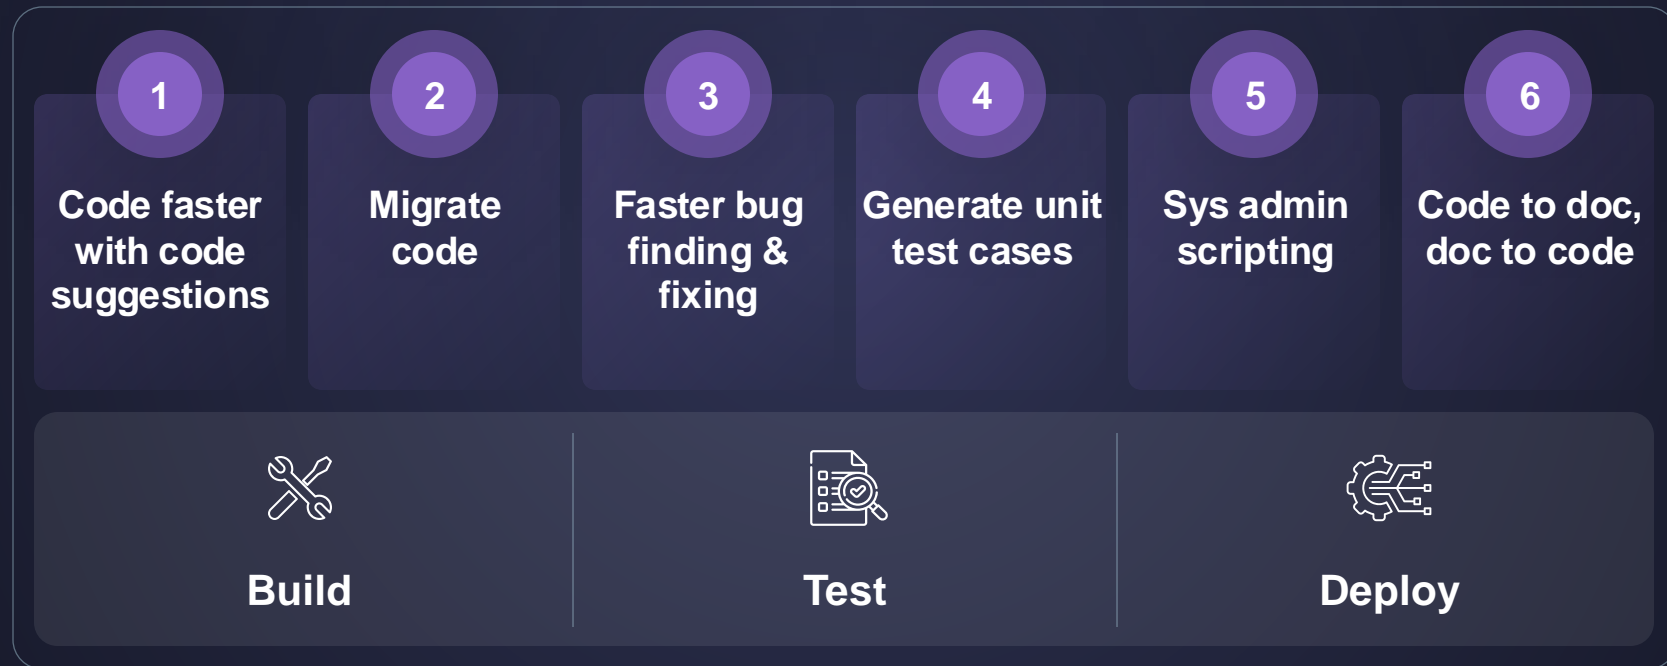 1
Code faster
with code
suggestions
2
Migrate
code
3
Faster bug
finding &
fixing
4
Generate unit
test cases
5
Sys admin
scripting
6
Code to doc,
doc to code
Build
Test
Deploy